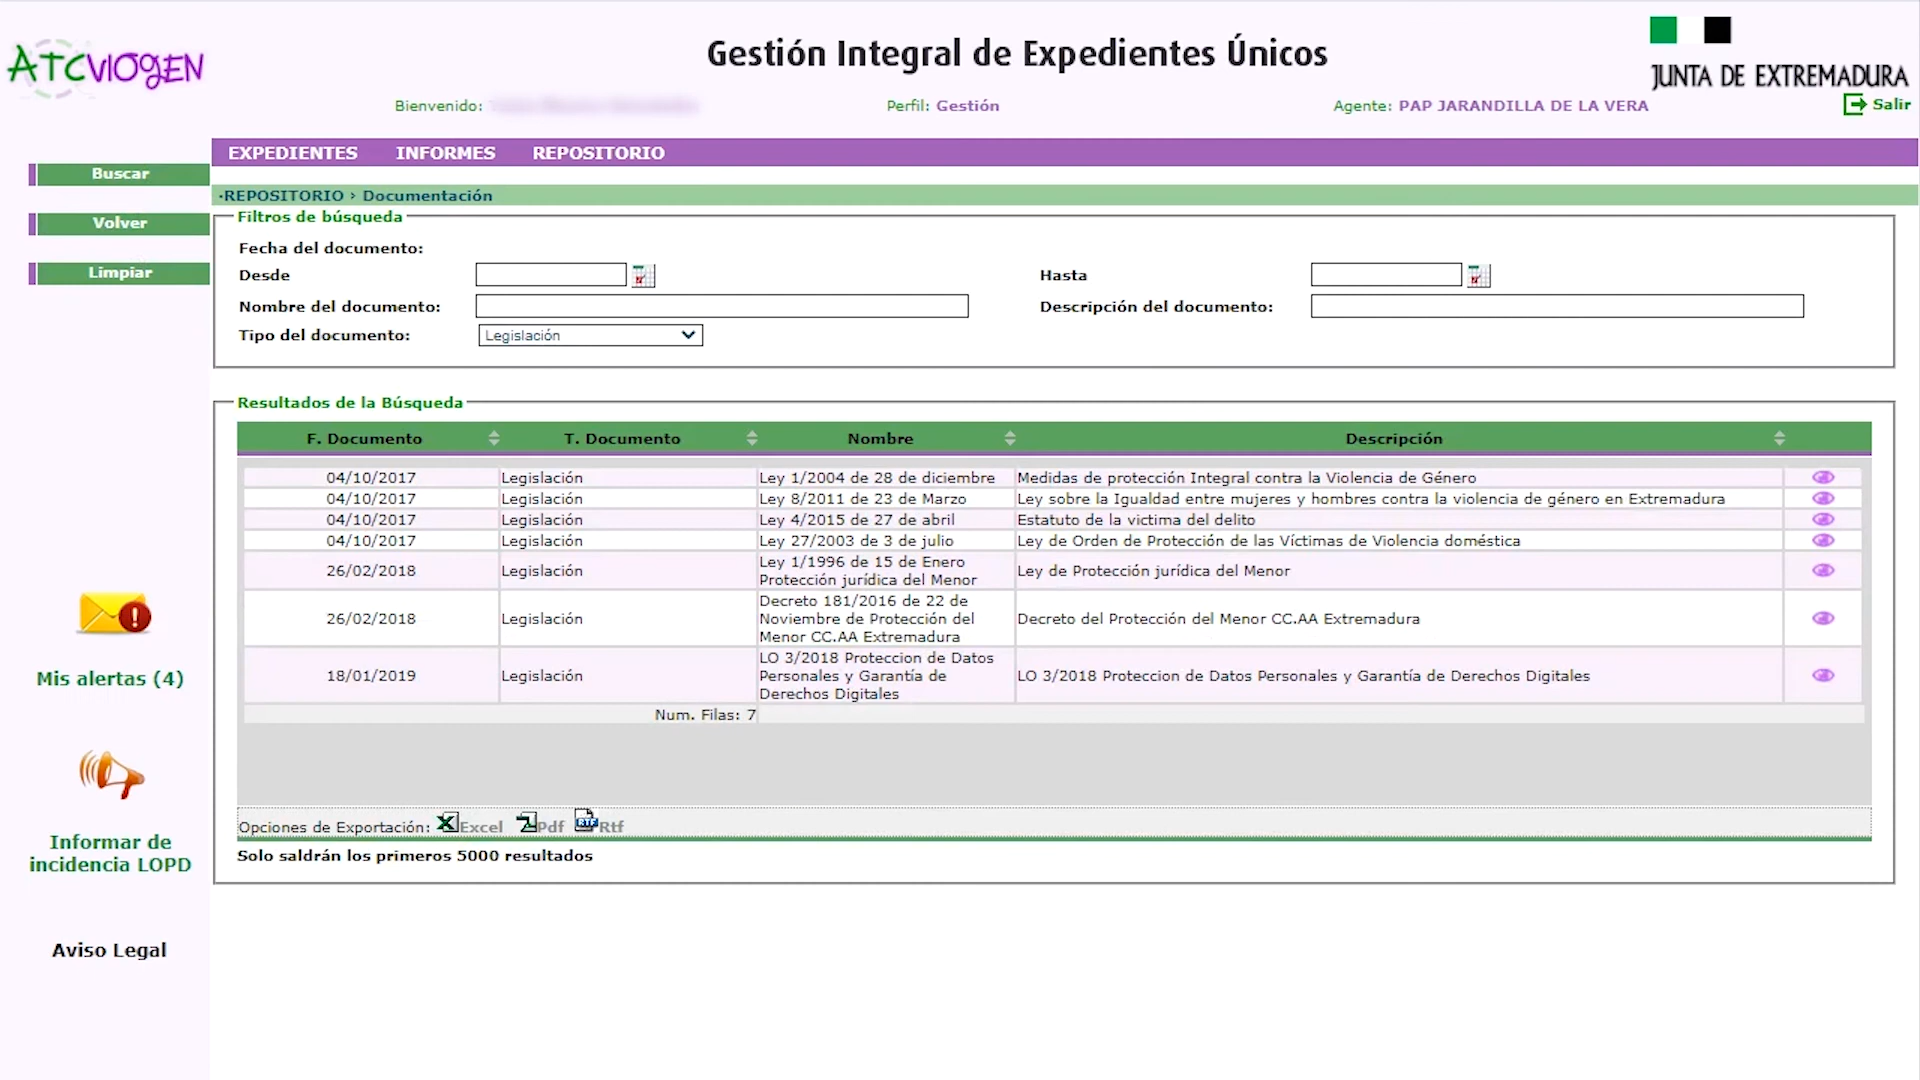 ATCVIOGEN
Gestión Integral de Expedientes Únicos
JUNTA DE EXTREMADURA
Bienvenido:
Perfil: Gestión
Agente: PAP JARANDILLA DE LA VERA
Salir
EXPEDIENTES INFORMES REPOSITORIO
Buscar
Volver
Limpiar
·REPOSITORIO › Documentación
Filtros de búsqueda
Fecha del documento:
Desde Hasta
Nombre del documento: Descripción del documento:
Tipo del documento: Legislación
Resultados de la Búsqueda
F. Documento T. Documento Nombre Descripción
04/10/2017 Legislación Ley 1/2004 de 28 de diciembre Medidas de protección Integral contra la Violencia de Género
04/10/2017 Legislación Ley 8/2011 de 23 de Marzo Ley sobre la Igualdad entre mujeres y hombres contra la violencia de género en Extremadura
04/10/2017 Legislación Ley 4/2015 de 27 de abril Estatuto de la victima del delito
04/10/2017 Legislación Ley 27/2003 de 3 de julio Ley de Orden de Protección de las Víctimas de Violencia doméstica
26/02/2018 Legislación Ley 1/1996 de 15 de Enero
Protección jurídica del Menor Ley de Protección jurídica del Menor
26/02/2018 Legislación Decreto 181/2016 de 22 de
Noviembre de Protección del
Menor CC.AA Extremadura Decreto del Protección del Menor CC.AA Extremadura
18/01/2019 Legislación LO 3/2018 Proteccion de Datos
Personales y Garantía de
Derechos Digitales LO 3/2018 Proteccion de Datos Personales y Garantía de Derechos Digitales
Num. Filas: 7
Opciones de Exportación: Excel Pdf RTF Rtf
Solo saldrán los primeros 5000 resultados
Mis alertas (4)
Informar de
incidencia LOPD
Aviso Legal